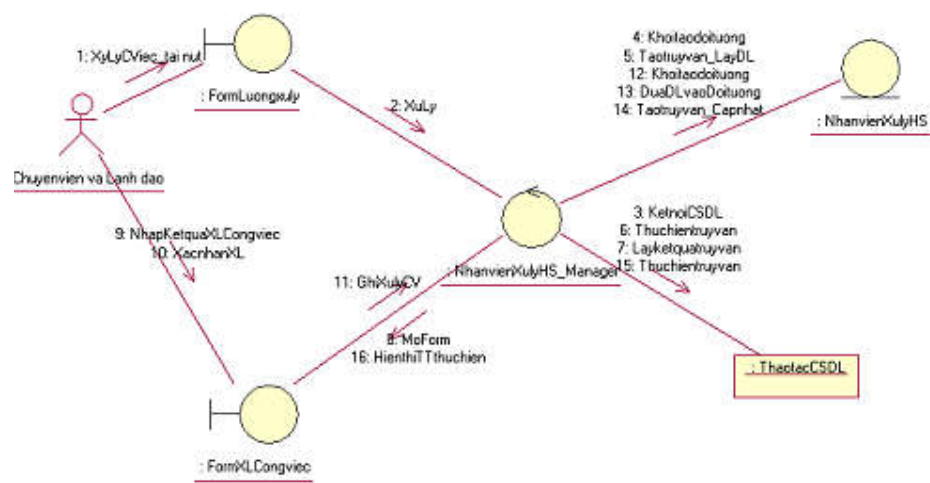 1: XyLyCViec_tai nut
: FormLuongxuly
2: XuLy
4: Khoitaodoituong
5: Taotruyvan_LayDL
12: Khoitaodoituong
13: DuaDLvaoDoituong
14: Taotruyvan_Capnhat
: NhanvienXulyHS
Chuyenvien va Lanh dao
9: NhapKetquaXLCongviec
10: XacnhanXL
3: KetnoiCSDL
6: Thuchientruyvan
7: Layketquatruyvan
15: Thuchientruyvan
: NhanvienXulyHS_Manager
11: GhiXulyCV
8: MoForm
16: HienthiTTthuchien
: ThaotacCSDL
: FormXLCongviec